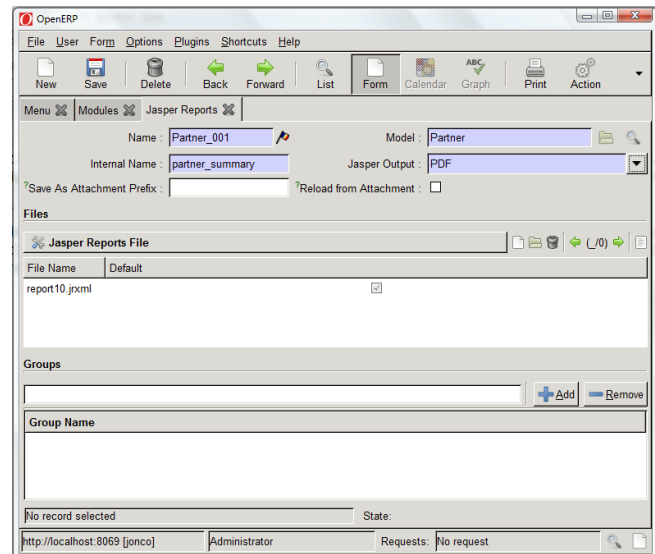 OpenERP
File User Form Options Plugins Shortcuts Help
New Save Delete Back Forward List Form Calendar ABC Graph Print Action
Menu Modules Jasper Reports
Name : Partner_001 Model : Partner
Internal Name : partner_summary Jasper Output : PDF
?Save As Attachment Prefix : ?Reload from Attachment :
Files
Jasper Reports File (_/0)
File Name Default
report10.jrxml
Groups
Add Remove
Group Name
No record selected State:
http://localhost:8069 [jonco] Administrator Requests: No request